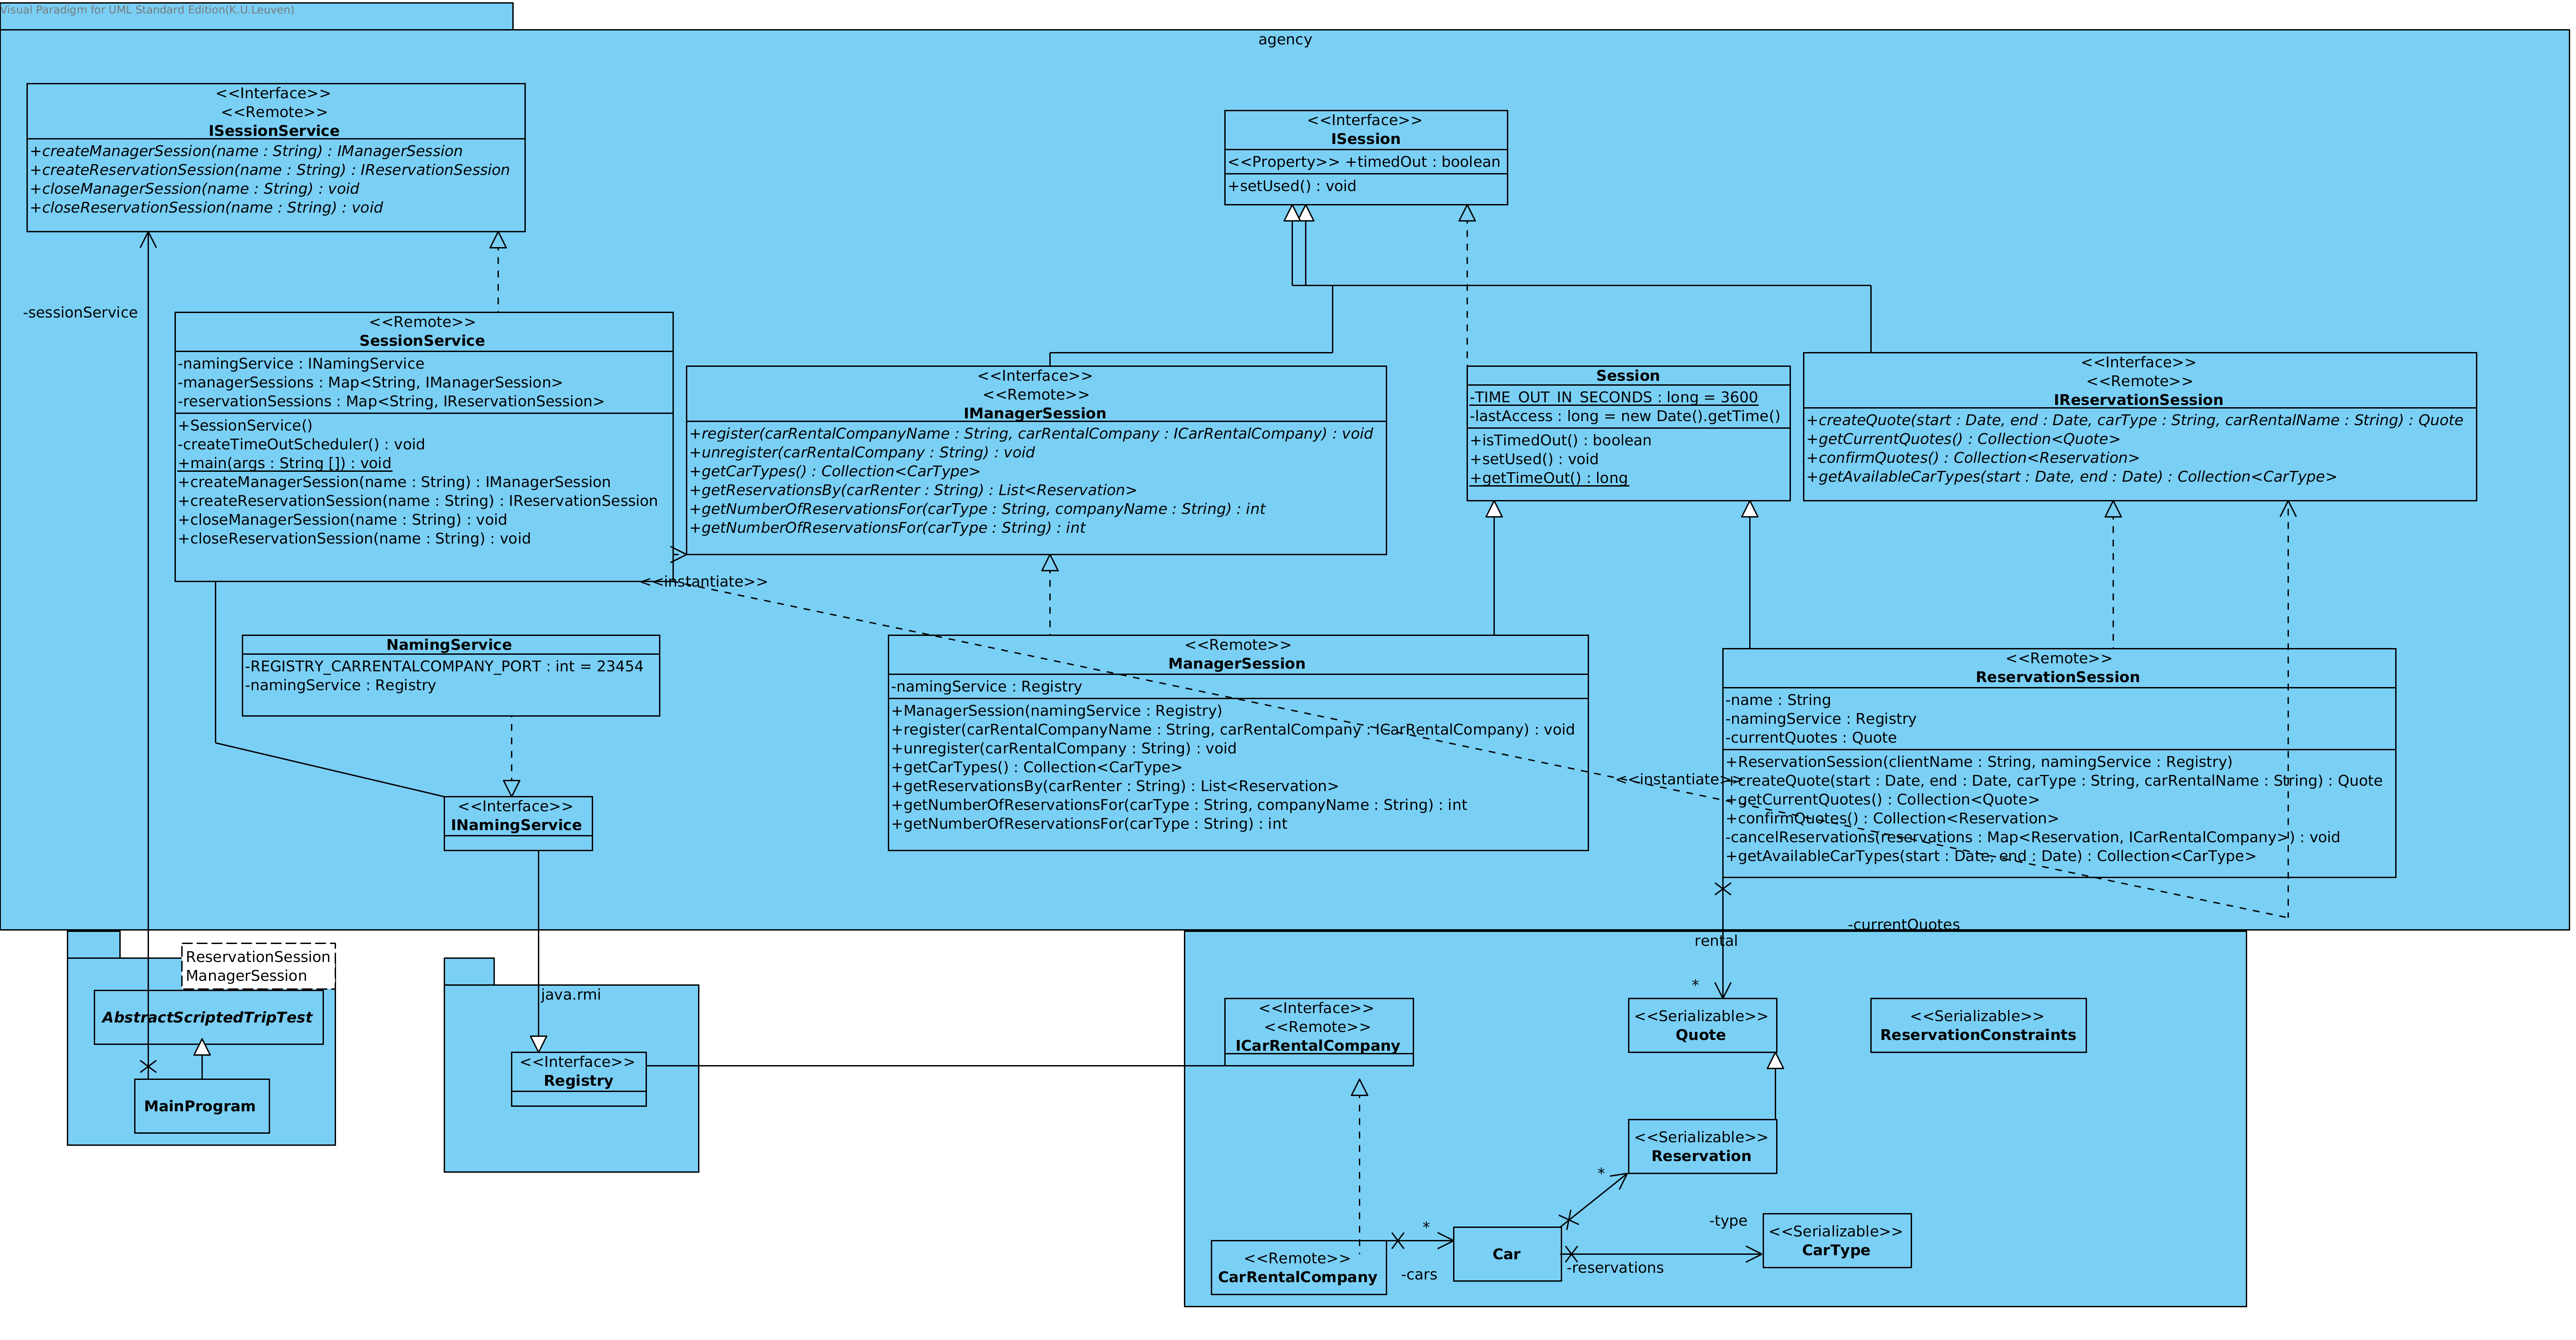 Visual Paradigm for UML Standard Edition(K.U.Leuven)
agency
<<Interface>>
<<Remote>>
ISessionService
+createManagerSession(name : String) : IManagerSession
+createReservationSession(name : String) : IReservationSession
+closeManagerSession(name : String) : void
+closeReservationSession(name : String) : void
<<Interface>>
ISession
<<Property>> +timedOut : boolean
+setUsed() : void
-sessionService
<<Remote>>
SessionService
-namingService : INamingService
-managerSessions : Map<String, IManagerSession>
-reservationSessions : Map<String, IReservationSession>
+SessionService()
-createTimeOutScheduler() : void
+main(args : String []) : void
+createManagerSession(name : String) : IManagerSession
+createReservationSession(name : String) : IReservationSession
+closeManagerSession(name : String) : void
+closeReservationSession(name : String) : void
<<Interface>>
<<Remote>>
IManagerSession
+register(carRentalCompanyName : String, carRentalCompany : ICarRentalCompany) : void
+unregister(carRentalCompany : String) : void
+getCarTypes() : Collection<CarType>
+getReservationsBy(carRenter : String) : List<Reservation>
+getNumberOfReservationsFor(carType : String, companyName : String) : int
+getNumberOfReservationsFor(carType : String) : int
Session
-TIME_OUT_IN_SECONDS : long = 3600
-lastAccess : long = new Date().getTime()
+isTimedOut() : boolean
+setUsed() : void
+getTimeOut() : long
<<Interface>>
<<Remote>>
IReservationSession
+createQuote(start : Date, end : Date, carType : String, carRentalName : String) : Quote
+getCurrentQuotes() : Collection<Quote>
+confirmQuotes() : Collection<Reservation>
+getAvailableCarTypes(start : Date, end : Date) : Collection<CarType>
<<instantiate>>
NamingService
-REGISTRY_CARRENTALCOMPANY_PORT : int = 23454
-namingService : Registry
<<Remote>>
ManagerSession
-namingService : Registry
+ManagerSession(namingService : Registry)
+register(carRentalCompanyName : String, carRentalCompany : ICarRentalCompany) : void
+unregister(carRentalCompany : String) : void
+getCarTypes() : Collection<CarType>
+getReservationsBy(carRenter : String) : List<Reservation>
+getNumberOfReservationsFor(carType : String, companyName : String) : int
+getNumberOfReservationsFor(carType : String) : int
<<instantiate>>
<<Remote>>
ReservationSession
-name : String
-namingService : Registry
-currentQuotes : Quote
+ReservationSession(clientName : String, namingService : Registry)
+createQuote(start : Date, end : Date, carType : String, carRentalName : String) : Quote
+getCurrentQuotes() : Collection<Quote>
+confirmQuotes() : Collection<Reservation>
-cancelReservations(reservations : Map<Reservation, ICarRentalCompany>) : void
+getAvailableCarTypes(start : Date, end : Date) : Collection<CarType>
<<Interface>>
INamingService
-currentQuotes
rental
ReservationSession
ManagerSession
AbstractScriptedTripTest
MainProgram
java.rmi
<<Interface>>
Registry
<<Interface>>
<<Remote>>
ICarRentalCompany
*
<<Serializable>>
Quote
<<Serializable>>
ReservationConstraints
<<Serializable>>
Reservation
*
-type
<<Serializable>>
CarType
<<Remote>>
CarRentalCompany
*
-cars
Car
-reservations